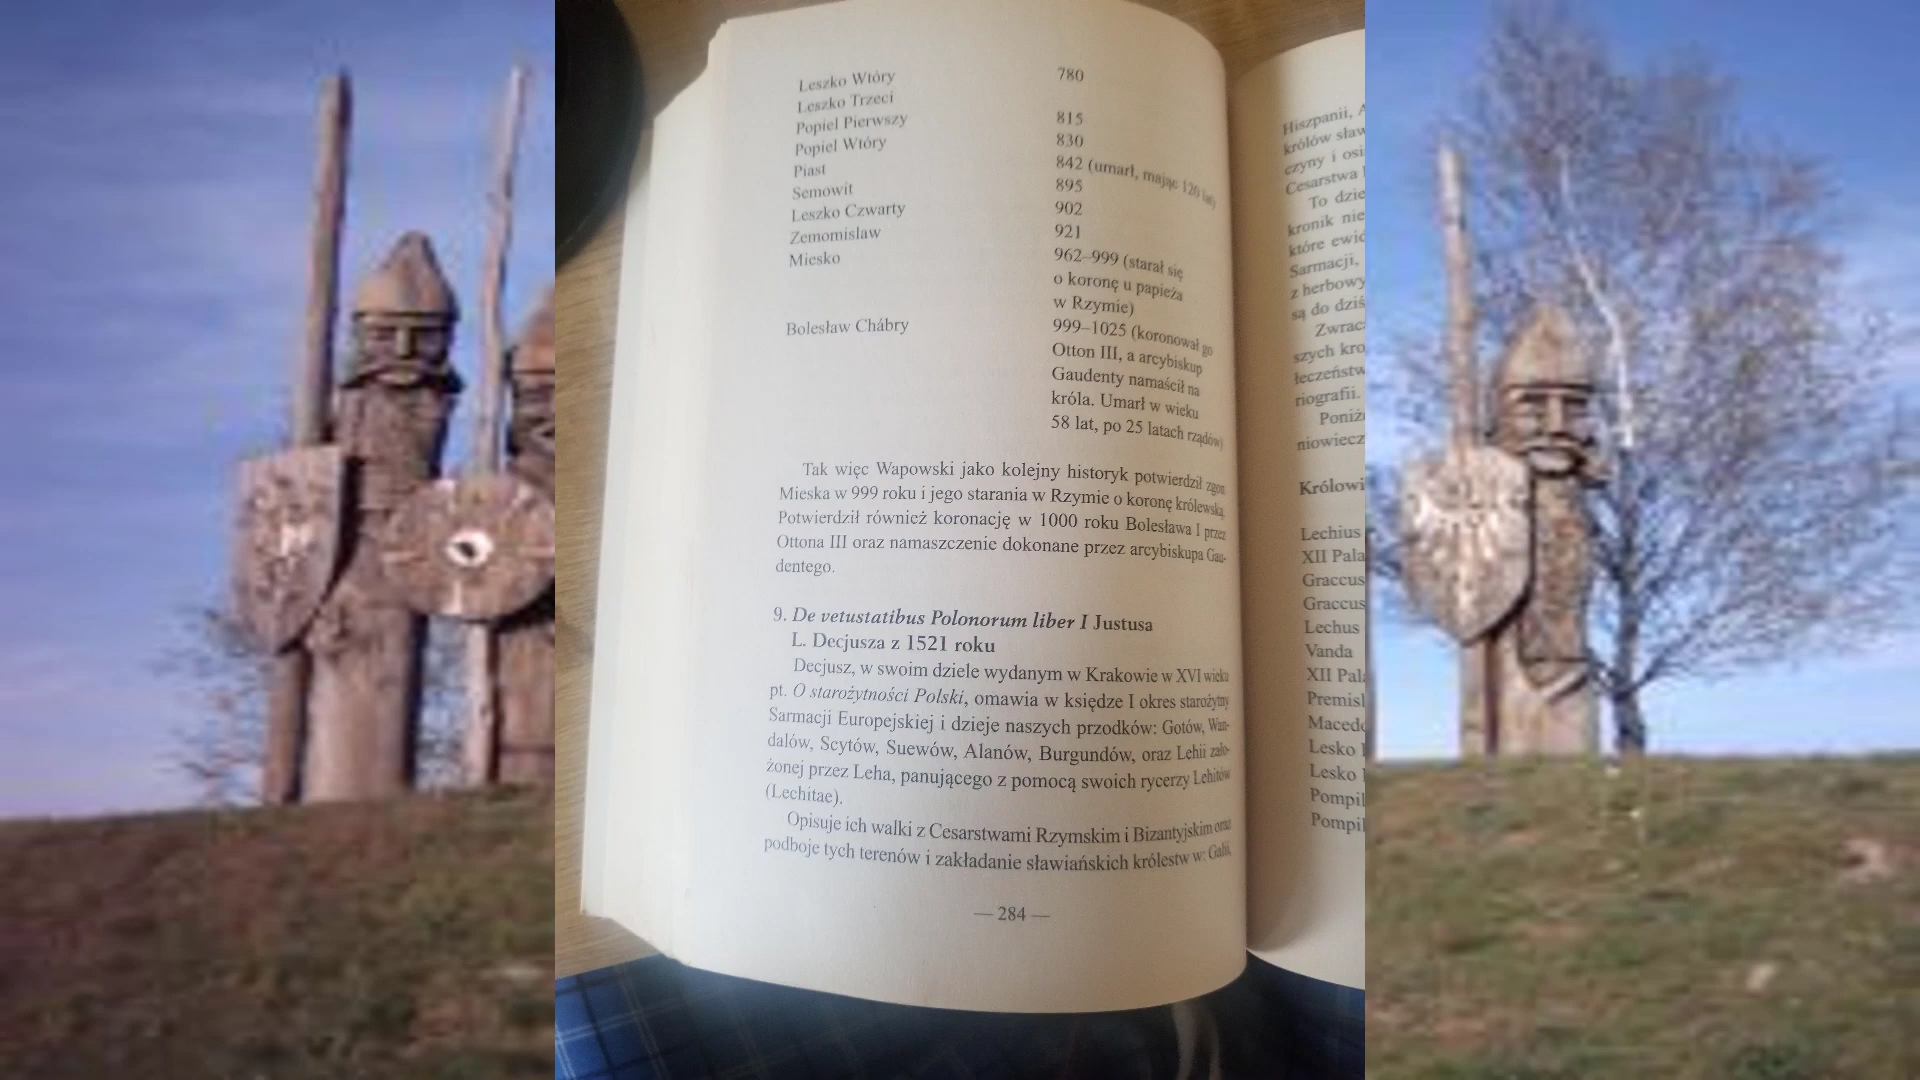 Leszko Wtóry 780
Leszko Trzeci
Popiel Pierwszy 815
Popiel Wtóry 830
Piast 842 (umarł, mając 120 lat)
Semowit 895
Leszko Czwarty 902
Zemomislaw 921
Miesko 962–999 (starał się
o koronę u papieża
w Rzymie)
Bolesław Chábry 999–1025 (koronował go
Otton III, a arcybiskup
Gaudenty namaścił na
króla. Umarł w wieku
58 lat, po 25 latach rządów)
Tak więc Wapowski jako kolejny historyk potwierdził zgon
Mieska w 999 roku i jego starania w Rzymie o koronę królewską.
Potwierdził również koronację w 1000 roku Bolesława I przez
Ottona III oraz namaszczenie dokonane przez arcybiskupa Gau-
dentego.
9. De vetustatibus Polonorum liber I Justusa
L. Decjusza z 1521 roku
Decjusz, w swoim dziele wydanym w Krakowie w XVI wieku
pt. O starożytności Polski, omawia w księdze I okres starożytny
Sarmacji Europejskiej i dzieje naszych przodków: Gotów, Wan-
dalów, Scytów, Suewów, Alanów, Burgundów, oraz Lehii zało-
żonej przez Leha, panującego z pomocą swoich rycerzy Lehitów
(Lechitae).
Opisuje ich walki z Cesarstwami Rzymskim i Bizantyjskim oraz
podboje tych terenów i zakładanie sławiańskich królestw w: Galii,
— 284 —
Hiszpanii,
królów
czyny i
Cesarstwa
To
kronik
które
Sarmacji,
z
są do
szych
riografii.
Lechius
XII
Graccus
Graccus
Lechus
Vanda
XII
Lesko
Lesko